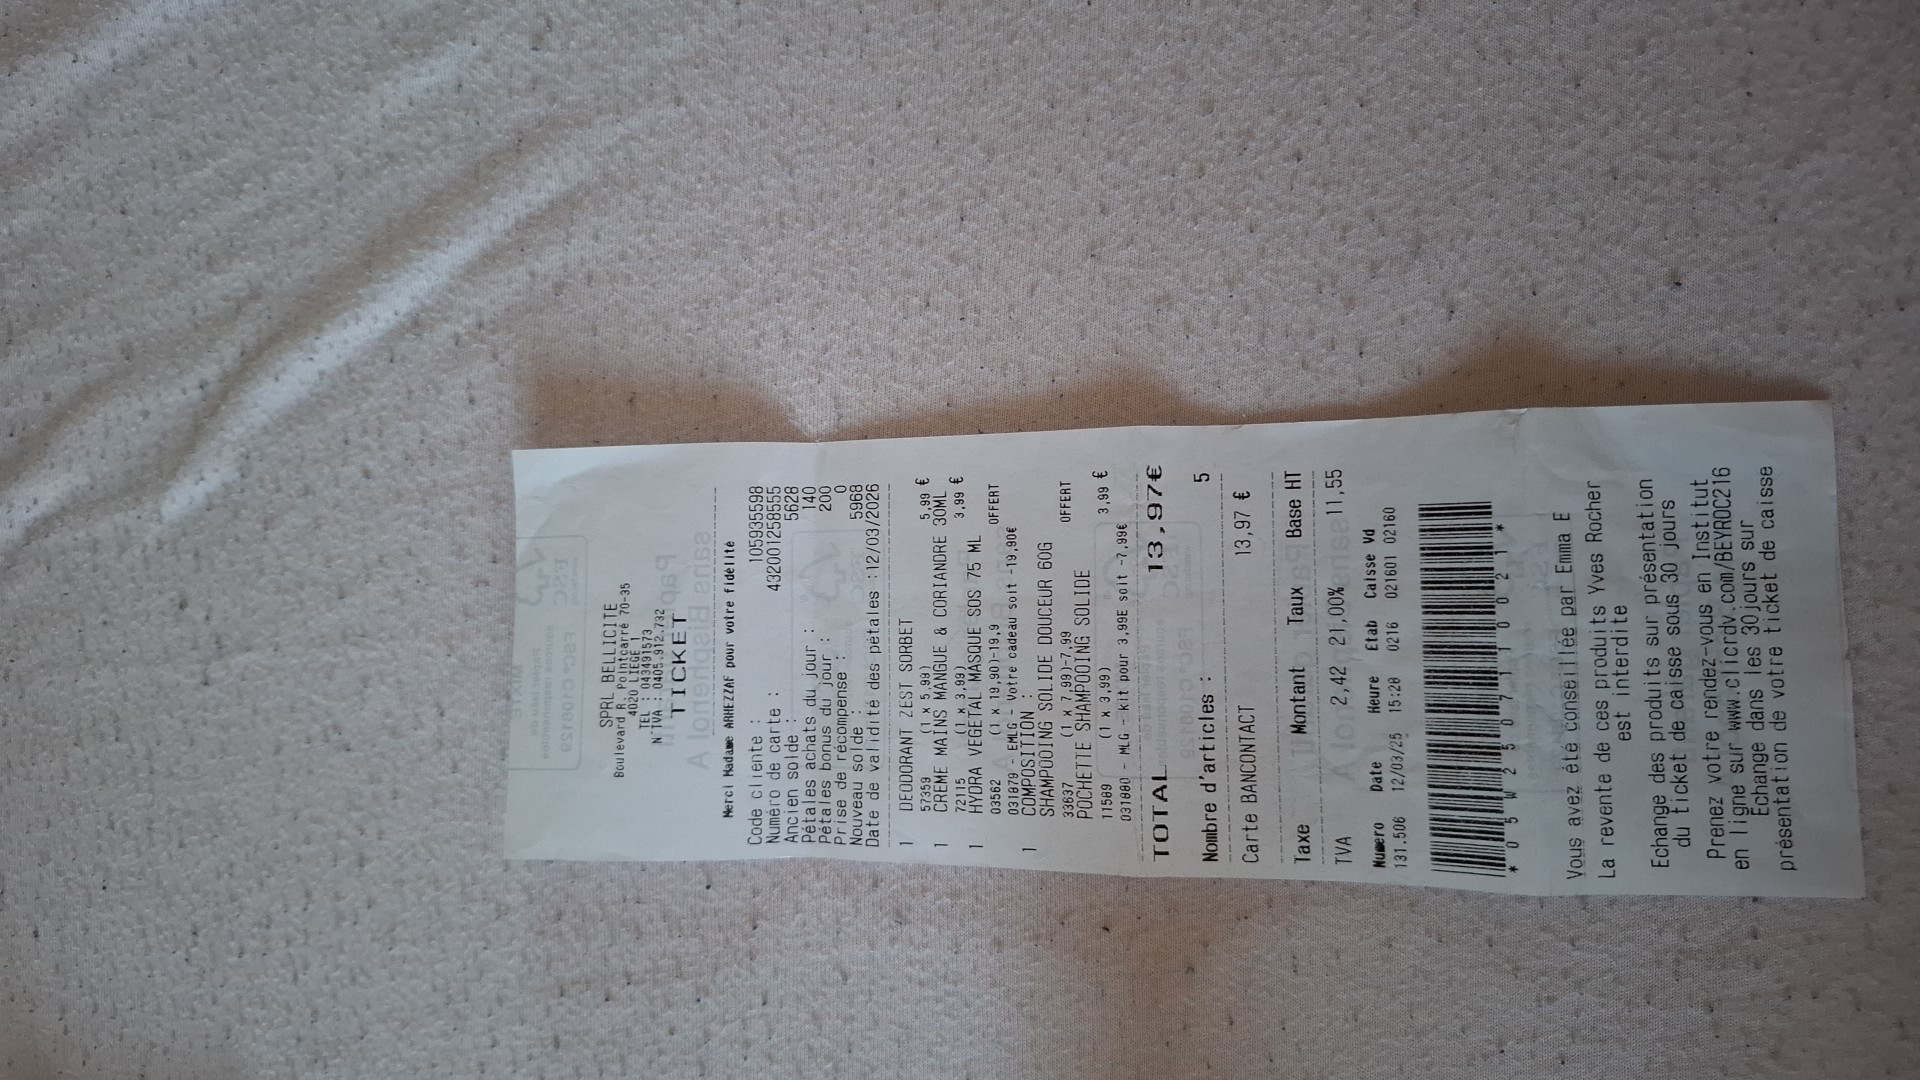 SPRL BELLICITE
Boulevard R. Poincarré 70-35
4020 LIEGE 1
TEL : 043491573
N°TVA : 0405.912.732
TICKET
Merci Madame ARHEZZAF pour votre fidélité
Code cliente : 105935598
Numéro de carte : 432001258555
Ancien solde : 5628
Pétales achats du jour : 140
Pétales bonus du jour : 200
Prise de récompense : 0
Nouveau solde : 5968
Date de validité des pétales :12/03/2026
1 DEODORANT ZEST SORBET
57359 (1 x 5,99) 5,99 €
1 CREME MAINS MANGUE & CORIANDRE 30ML
72115 (1 x 3,99) 3,99 €
1 HYDRA VEGETAL MASQUE SOS 75 ML
03562 (1 x 19,90)-19,9 OFFERT
031879 - EMLG - Votre cadeau soit -19,90€
1 COMPOSITION :
SHAMPOOING SOLIDE DOUCEUR 60G
33637 (1 x 7,99)-7,99 OFFERT
POCHETTE SHAMPOOING SOLIDE
11589 (1 x 3,99) 3,99 €
031880 - MLG - kit pour 3,99E soit -7,99€
TOTAL 13,97€
Nombre d'articles : 5
Carte BANCONTACT 13,97 €
Taxe Montant Taux Base HT
TVA 2,42 21,00% 11,55
Numero Date Heure Etab Caisse Vd
131.506 12/03/25 15:28 0216 021601 02160
*05W2507110021*
Vous avez été conseillée par Emma E
La revente de ces produits Yves Rocher
est interdite
Echange des produits sur présentation
du ticket de caisse sous 30 jours
Prenez votre rendez-vous en Institut
en ligne sur www.clicrdv.com/BEYROC216
Echange dans les 30jours sur
présentation de votre ticket de caisse